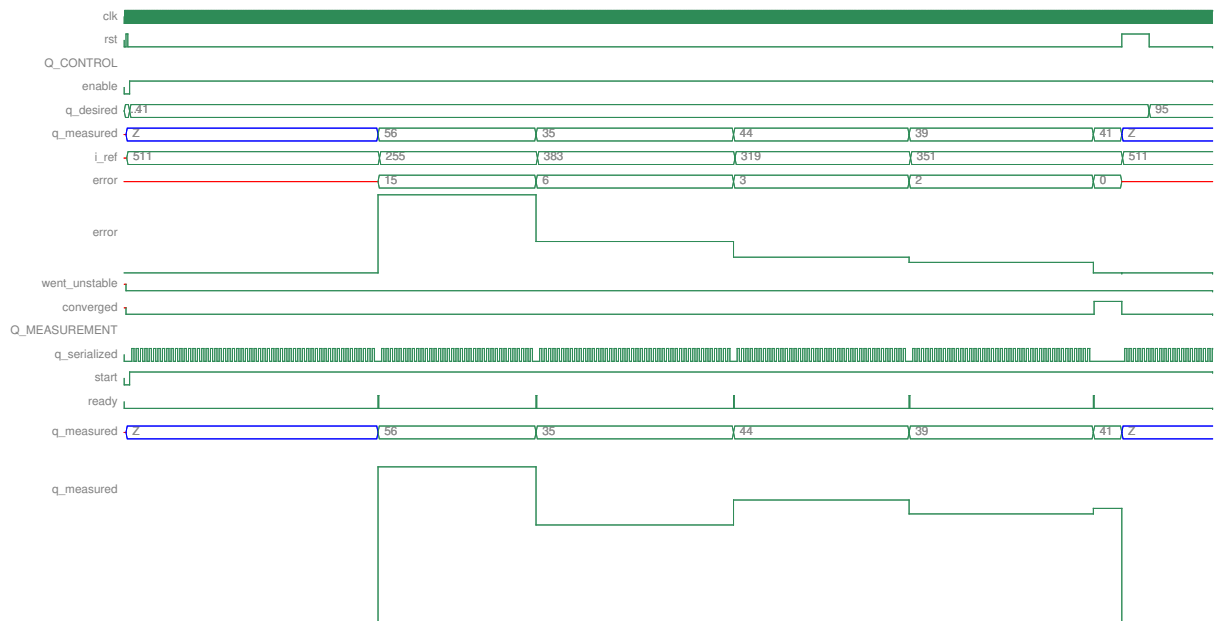 clk
rst
Q_CONTROL
enable
q_desired ..41 95
q_measured Z 56 35 44 39 41 Z
i_ref 511 255 383 319 351 511
error 15 6 3 2 0
error
went_unstable
converged
Q_MEASUREMENT
q_serialized
start
ready
q_measured Z 56 35 44 39 41 Z
q_measured